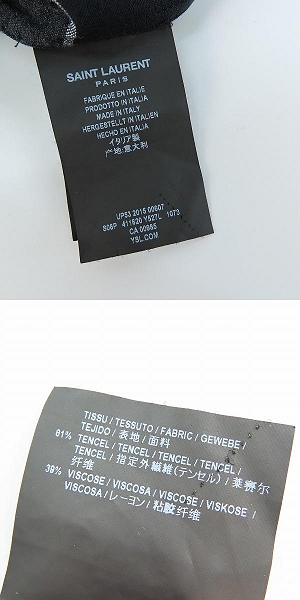 SAINT LAURENT
PARIS
FABRIQUE EN ITALIE
PRODOTTO IN ITALIA
MADE IN ITALY
HERGESTELLT IN ITALIEN
HECHO EN ITALIA
イタリア製
产地:意大利
UP53 2015 00607
S08P 411920 Y527L 1073
CA 00965
YSL.COM
TISSU / TESSUTO / FABRIC / GEWEBE /
TEJIDO / 表地 / 面料
61% TENCEL / TENCEL / TENCEL / TENCEL /
TENCEL / 指定外繊維(テンセル) / 莱赛尔
纤维
39% VISCOSE / VISCOSA / VISCOSE / VISKOSE /
VISCOSA / レーヨン / 粘胶纤维